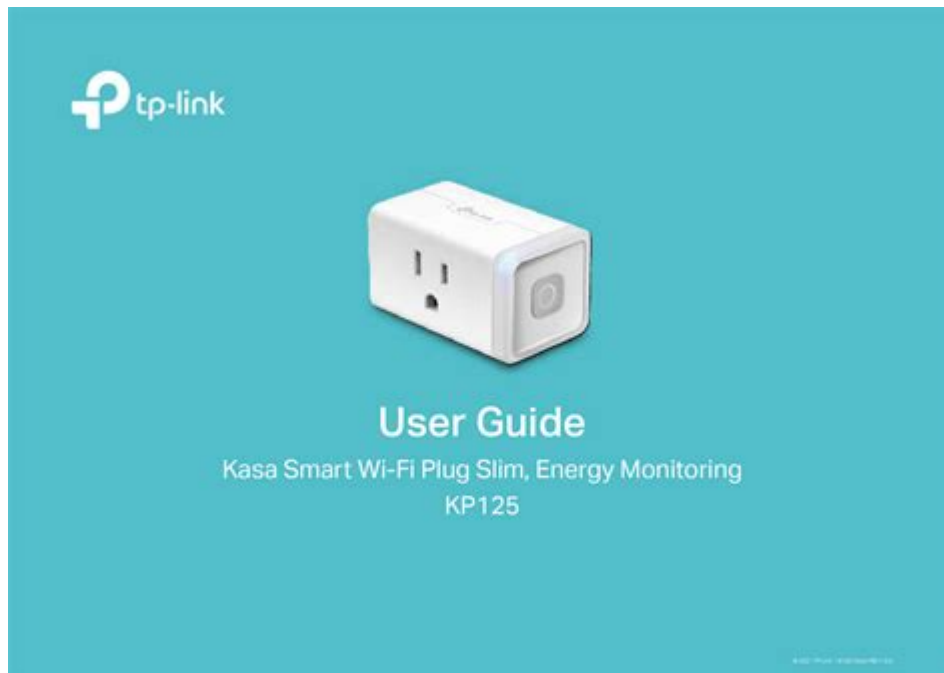 tp-link
User Guide
Kasa Smart Wi-Fi Plug Slim, Energy Monitoring
KP125